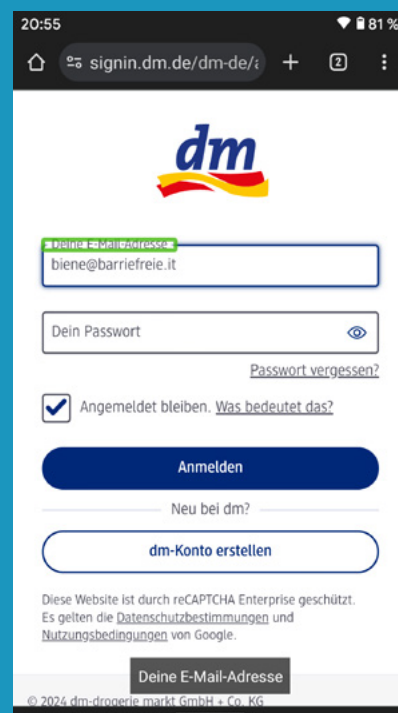 20:55
81 %
signin.dm.de/dm-de/a
2
dm
Deine E-Mail-Adresse
biene@barriefreie.it
Dein Passwort
Passwort vergessen?
Angemeldet bleiben. Was bedeutet das?
Anmelden
Neu bei dm?
dm-Konto erstellen
Diese Website ist durch reCAPTCHA Enterprise geschützt.
Es gelten die Datenschutzbestimmungen und
Nutzungsbedingungen von Google.
Deine E-Mail-Adresse
© 2024 dm-drogerie markt GmbH + Co. KG